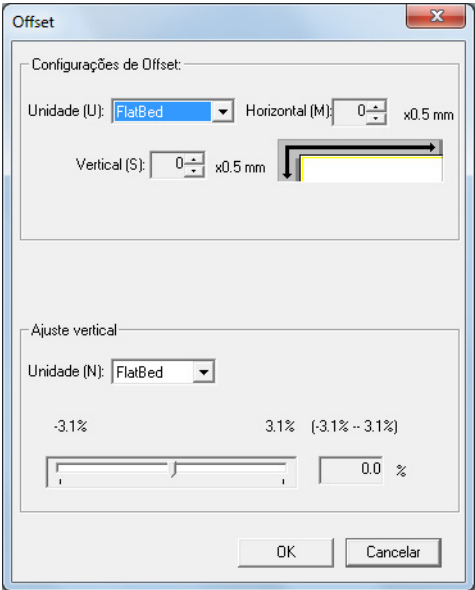 Offset
Configurações de Offset:
Unidade (U): FlatBed Horizontal (M): 0 x0.5 mm
Vertical (S): 0 x0.5 mm
Ajuste vertical
Unidade (N): FlatBed
-3.1% 3.1% (-3.1% -- 3.1%)
0.0 %
OK Cancelar